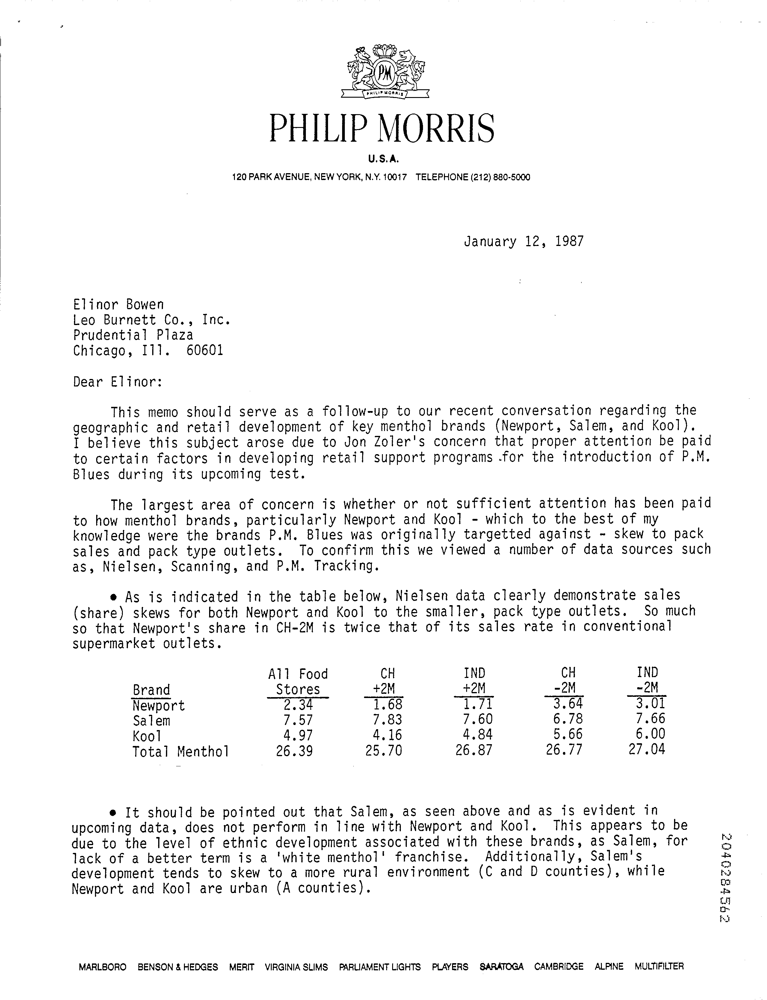 PM
PHILIP MORRIS
PHILIP MORRIS
U.S.A.
120 PARK AVENUE, NEW YORK, N.Y. 10017 TELEPHONE (212) 880-5000
January 12, 1987
Elinor Bowen
Leo Burnett Co., Inc.
Prudential Plaza
Chicago, Ill. 60601
Dear Elinor:
This memo should serve as a follow-up to our recent conversation regarding the
geographic and retail development of key menthol brands (Newport, Salem, and Kool).
I believe this subject arose due to Jon Zoler's concern that proper attention be paid
to certain factors in developing retail support programs for the introduction of P.M.
Blues during its upcoming test.
The largest area of concern is whether or not sufficient attention has been paid
to how menthol brands, particularly Newport and Kool - which to the best of my
knowledge were the brands P.M. Blues was originally targetted against - skew to pack
sales and pack type outlets. To confirm this we viewed a number of data sources such
as, Nielsen, Scanning, and P.M. Tracking.
• As is indicated in the table below, Nielsen data clearly demonstrate sales
(share) skews for both Newport and Kool to the smaller, pack type outlets. So much
so that Newport's share in CH-2M is twice that of its sales rate in conventional
supermarket outlets.
All Food CH IND CH IND
Brand Stores +2M +2M -2M -2M
Newport 2.34 1.68 1.71 3.64 3.01
Salem 7.57 7.83 7.60 6.78 7.66
Kool 4.97 4.16 4.84 5.66 6.00
Total Menthol 26.39 25.70 26.87 26.77 27.04
• It should be pointed out that Salem, as seen above and as is evident in
upcoming data, does not perform in line with Newport and Kool. This appears to be
due to the level of ethnic development associated with these brands, as Salem, for
lack of a better term is a 'white menthol' franchise. Additionally, Salem's
development tends to skew to a more rural environment (C and D counties), while
Newport and Kool are urban (A counties).
2040284562
MARLBORO BENSON & HEDGES MERIT VIRGINIA SLIMS PARLIAMENT LIGHTS PLAYERS SARATOGA CAMBRIDGE ALPINE MULTIFILTER